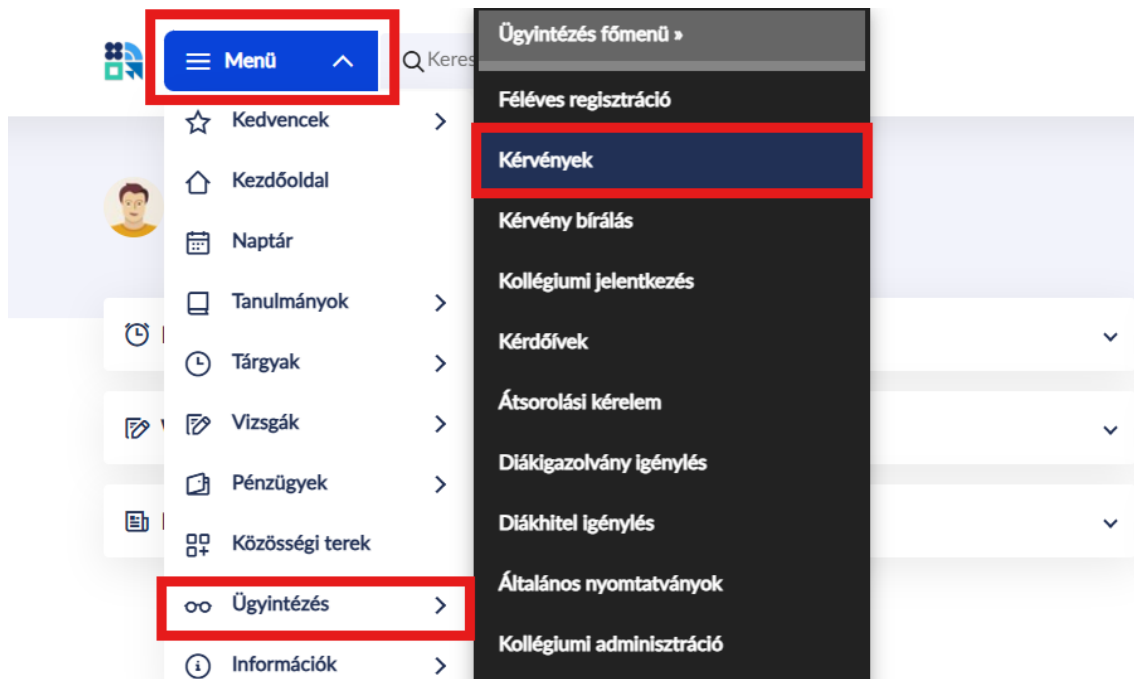 Menü
Keres
Kedvencek
Kezdőoldal
Naptár
Tanulmányok
Tárgyak
Vizsgák
Pénzügyek
Közösségi terek
Ügyintézés
Információk
Ügyintézés főmenü »
Féléves regisztráció
Kérvények
Kérvény bírálás
Kollégiumi jelentkezés
Kérdőívek
Átsorolási kérelem
Diákigazolvány igénylés
Diákhitel igénylés
Általános nyomtatványok
Kollégiumi adminisztráció